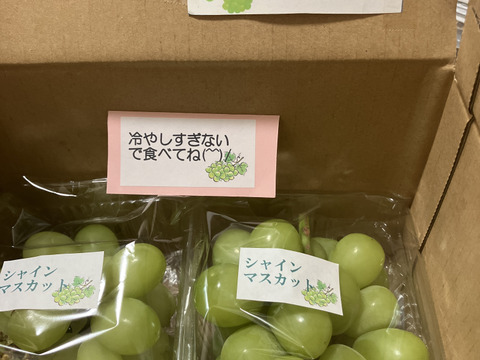 冷やしすぎない
で食べてね(^^)
シャイン
マスカット
シャイン
マスカット